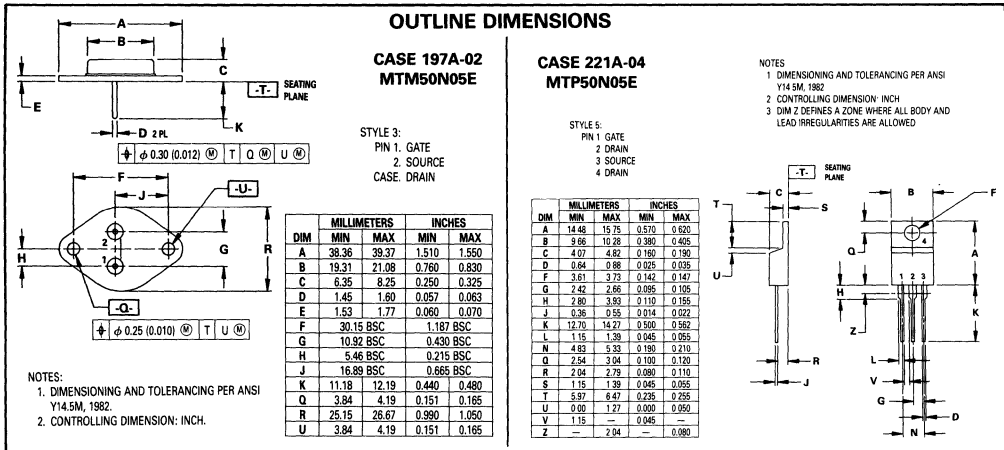 OUTLINE DIMENSIONS
CASE 197A-02
MTM50N05E
A
B
C
-T-
SEATING
PLANE
E
K
D 2 PL
⌖ ϕ 0.30 (0.012) Ⓜ T Q Ⓜ U Ⓜ
STYLE 3:
PIN 1. GATE
2. SOURCE
CASE. DRAIN
F
J
-U-
2
1
G
R
H
-Q-
⌖ ϕ 0.25 (0.010) Ⓜ T U Ⓜ
NOTES:
1. DIMENSIONING AND TOLERANCING PER ANSI
Y14.5M, 1982.
2. CONTROLLING DIMENSION: INCH.
MILLIMETERS INCHES
DIM MIN MAX MIN MAX
A 38.36 39.37 1.510 1.550
B 19.31 21.08 0.760 0.830
C 6.35 8.25 0.250 0.325
D 1.45 1.60 0.057 0.063
E 1.53 1.77 0.060 0.070
F 30.15 BSC 1.187 BSC
G 10.92 BSC 0.430 BSC
H 5.46 BSC 0.215 BSC
J 16.89 BSC 0.665 BSC
K 11.18 12.19 0.440 0.480
Q 3.84 4.19 0.151 0.165
R 25.15 26.67 0.990 1.050
U 3.84 4.19 0.151 0.165
CASE 221A-04
MTP50N05E
NOTES
1 DIMENSIONING AND TOLERANCING PER ANSI
Y14 5M, 1982
2 CONTROLLING DIMENSION· INCH
3 DIM Z DEFINES A ZONE WHERE ALL BODY AND
LEAD IRREGULARITIES ARE ALLOWED
STYLE 5:
PIN 1 GATE
2 DRAIN
3 SOURCE
4 DRAIN
MILLIMETERS INCHES
DIM MIN MAX MIN MAX
A 14 48 15 75 0.570 0 620
B 9 66 10 28 0 380 0.405
C 4 07 4.82 0 160 0 190
D 0.64 0 88 0 025 0 035
F 3.61 3 73 0 142 0 147
G 2 42 2.66 0 095 0 105
H 2 80 3.93 0 110 0 155
J 0.36 0 55 0 014 0 022
K 12.70 14 27 0 500 0 562
L 1 15 1.39 0 045 0 055
N 4 83 5 33 0 190 0.210
Q 2.54 3 04 0 100 0 120
R 2 04 2.79 0 080 0 110
S 1 15 1 39 0 045 0 055
T 5.97 6 47 0 235 0 255
U 0 00 1 27 0 000 0 050
V 1 15 — 0 045 —
Z — 2 04 — 0.080
-T-
SEATING
PLANE
C
B
F
S
T
Q
4
A
U
H
1 2 3
Z
K
L
R
V
J
G
D
N